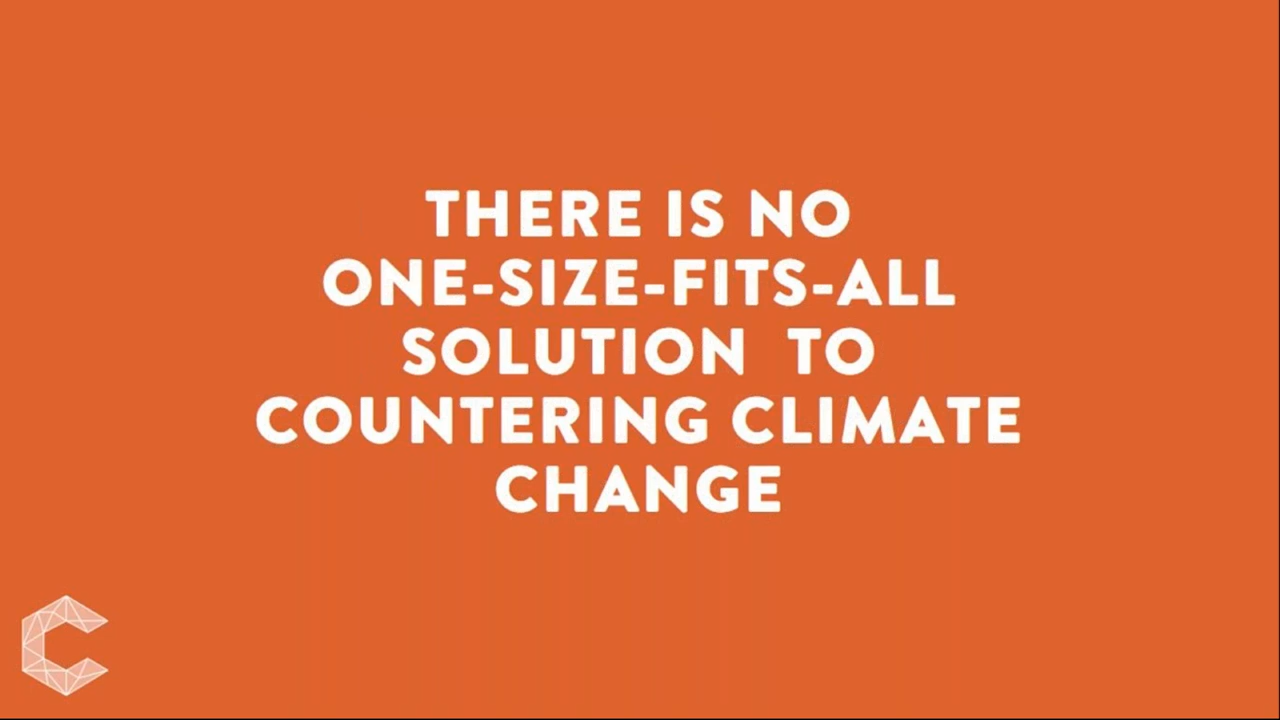 THERE IS NO
ONE-SIZE-FITS-ALL
SOLUTION  TO
COUNTERING CLIMATE
CHANGE
C